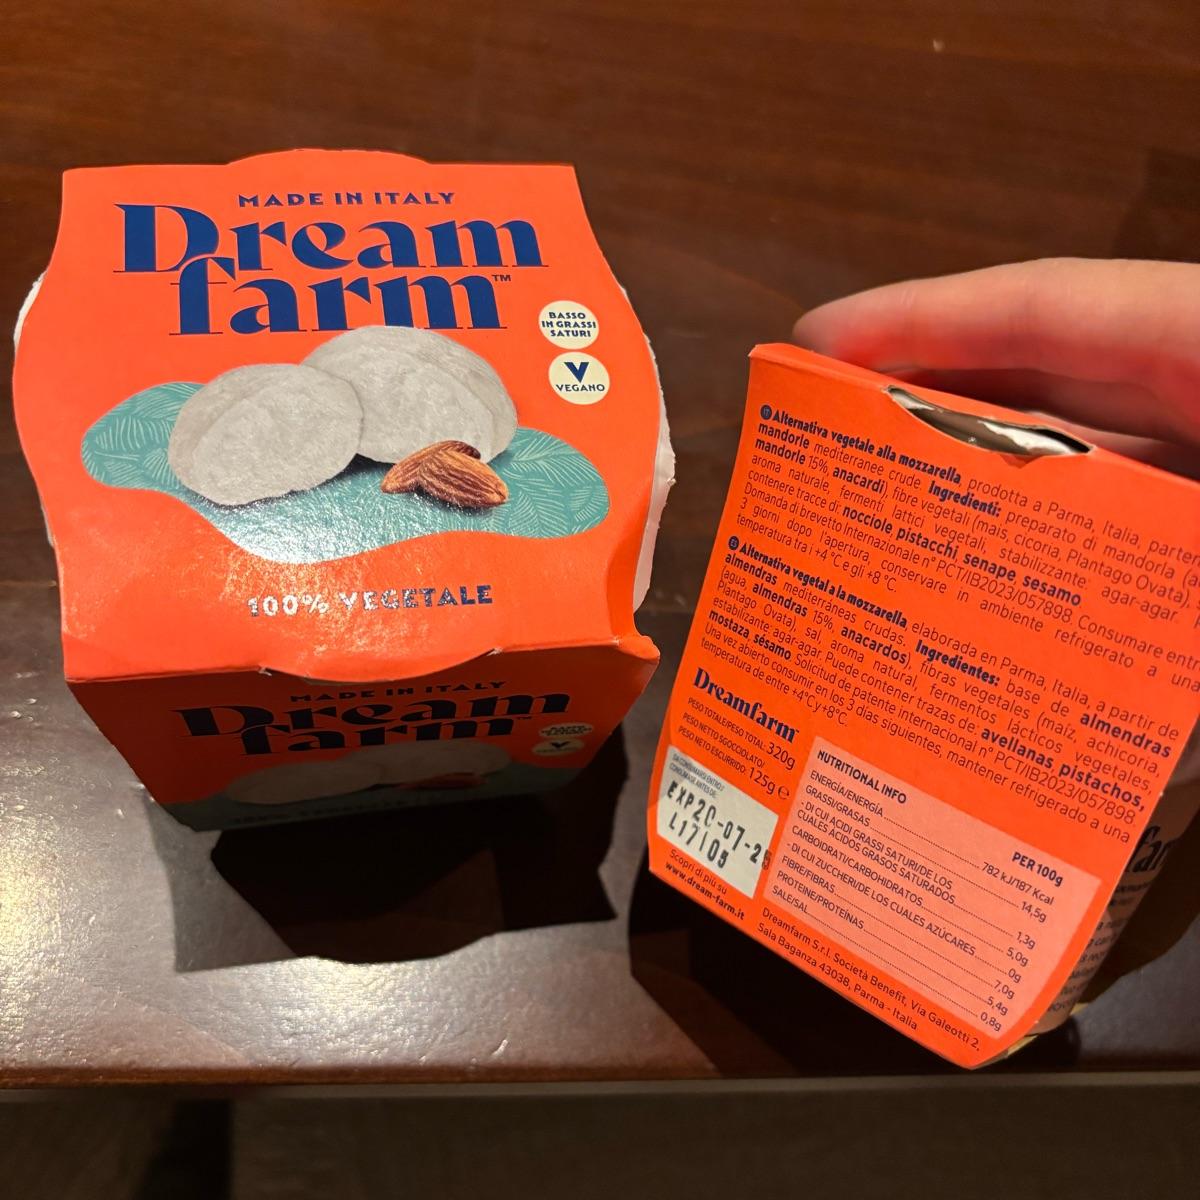 MADE IN ITALY
Dream
farm™
BASSO
IN GRASSI
SATURI
V
VEGANO
100% VEGETALE
MADE IN ITALY
Dream
farm™
V
IT Alternativa vegetale alla mozzarella, prodotta a Parma, Italia,
mandorle mediterranee crude. Ingredienti: preparato di mandorla
mandorle 15%, anacardi), fibre vegetali (mais, cicoria, Plantago Ovata),
aroma naturale, fermenti lattici vegetali, stabilizzante: agar-agar.
contenere tracce di: nocciole, pistacchi, senape, sesamo.
Domanda di brevetto Internazionale n° PCT/IB2023/057898. Consumare
3 giorni dopo l'apertura, conservare in ambiente refrigerato a una
temperatura tra i +4 °C e gli +8 °C.
ES Alternativa vegetal a la mozzarella elaborada en Parma, Italia, a partir de
almendras mediterráneas crudas. Ingredientes: base de almendras
(agua, almendras 15%, anacardos), fibras vegetales (maíz, achicoria,
Plantago Ovata), sal, aroma natural, fermentos lácticos vegetales,
estabilizante: agar-agar. Puede contener trazas de: avellanas, pistachos,
mostaza, sésamo. Solicitud de patente internacional n° PCT/IB2023/057898
Una vez abierto consumir en los 3 días siguientes, mantener refrigerado a una
temperatura de entre +4°C y +8°C.
Dreamfarm™
PESO TOTALE/PESO TOTAL: 320g
PESO NETTO SGOCCIOLATO/
PESO NETO ESCURRIDO: 125g e
DA CONSUMARSI ENTRO:/
CONSUMASE ANTES DE:
EXP20-07-25
L17105
Scopri di più su
www.dream-farm.it
NUTRITIONAL INFO PER 100g
ENERGIA/ENERGÍA 782 kJ/187 Kcal
GRASSI/GRASAS 14,5g
- DI CUI ACIDI GRASSI SATURI/DE LOS
CUALES ÁCIDOS GRASOS SATURADOS 1,3g
CARBOIDRATI/CARBOHIDRATOS 5,0g
- DI CUI ZUCCHERI/DE LOS CUALES AZÚCARES 0g
FIBRE/FIBRAS 7,0g
PROTEINE/PROTEÍNAS 5,4g
SALE/SAL 0,8g
Dreamfarm S.r.l. Società Benefit, Via Galeotti 2,
Sala Baganza 43038, Parma - Italia